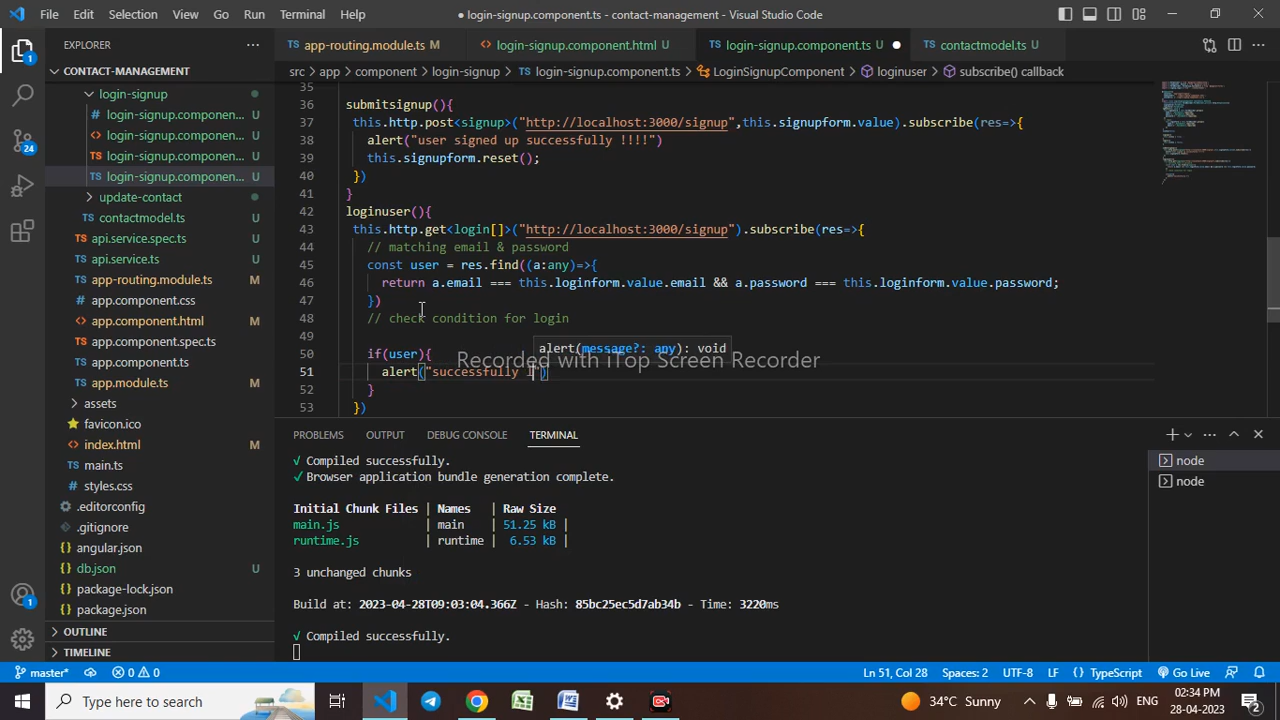 File Edit Selection View Go Run Terminal Help
● login-signup.component.ts - contact-management - Visual Studio Code
EXPLORER ···
app-routing.module.ts M
login-signup.component.html U
login-signup.component.ts U ●
contactmodel.ts U
CONTACT-MANAGEMENT
src > app > component > login-signup > login-signup.component.ts > LoginSignupComponent > loginuser > subscribe() callback
login-signup
login-signup.componen... U
login-signup.componen... U
login-signup.componen... U
login-signup.componen... U
update-contact
contactmodel.ts U
api.service.spec.ts U
api.service.ts U
app-routing.module.ts M
app.component.css
app.component.html M
app.component.spec.ts
app.component.ts
app.module.ts M
assets
favicon.ico
index.html M
main.ts
styles.css
.editorconfig
.gitignore
angular.json
db.json U
package-lock.json
package.json
OUTLINE
TIMELINE
1
24
1
35
36 submitsignup(){
37 this.http.post<signup>("http://localhost:3000/signup",this.signupform.value).subscribe(res=>{
38 alert("user signed up successfully !!!!")
39 this.signupform.reset();
40 })
41 }
42 loginuser(){
43 this.http.get<login[]>("http://localhost:3000/signup").subscribe(res=>{
44 // matching email & password
45 const user = res.find((a:any)=>{
46 return a.email === this.loginform.value.email && a.password === this.loginform.value.password;
47 })
48 // check condition for login
49
alert(message?: any): void
50 if(user){
51 alert("successfully l")
52 }
53 })
Recorded with iTop Screen Recorder
PROBLEMS OUTPUT DEBUG CONSOLE TERMINAL
√ Compiled successfully.
√ Browser application bundle generation complete.
Initial Chunk Files | Names | Raw Size
main.js | main | 51.25 kB |
runtime.js | runtime | 6.53 kB |
3 unchanged chunks
Build at: 2023-04-28T09:03:04.366Z - Hash: 85bc25ec5d7ab34b - Time: 3220ms
√ Compiled successfully.
node
node
master* 0 0
Ln 51, Col 28 Spaces: 2 UTF-8 LF {} TypeScript Go Live
Type here to search
34°C Sunny
ENG
02:34 PM
28-04-2023
2